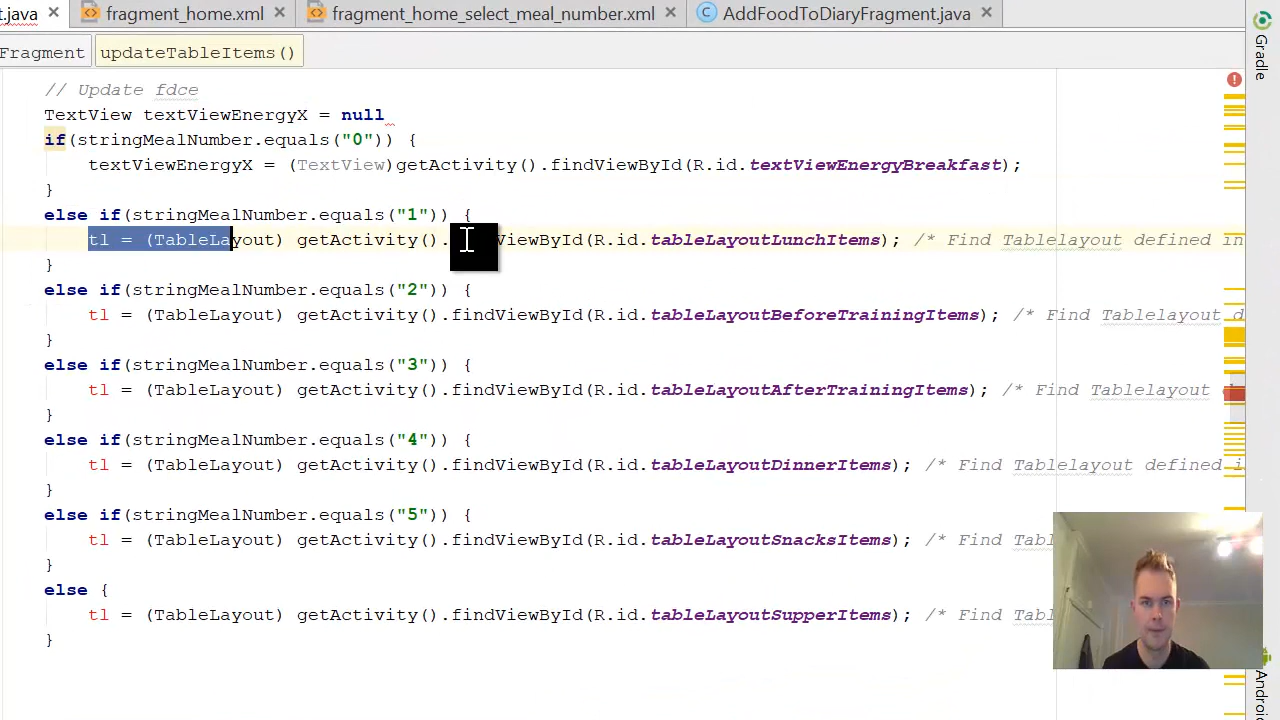 .java fragment_home.xml fragment_home_select_meal_number.xml AddFoodToDiaryFragment.java
Fragment updateTableItems()
Gradle
// Update fdce
TextView textViewEnergyX = null
if(stringMealNumber.equals("0")) {
textViewEnergyX = (TextView)getActivity().findViewById(R.id.textViewEnergyBreakfast);
}
else if(stringMealNumber.equals("1")) {
tl = (TableLayout) getActivity(). ViewById(R.id.tableLayoutLunchItems); /* Find Tablelayout defined in
}
else if(stringMealNumber.equals("2")) {
tl = (TableLayout) getActivity().findViewById(R.id.tableLayoutBeforeTrainingItems); /* Find Tablelayout d
}
else if(stringMealNumber.equals("3")) {
tl = (TableLayout) getActivity().findViewById(R.id.tableLayoutAfterTrainingItems); /* Find Tablelayout
}
else if(stringMealNumber.equals("4")) {
tl = (TableLayout) getActivity().findViewById(R.id.tableLayoutDinnerItems); /* Find Tablelayout defined i
}
else if(stringMealNumber.equals("5")) {
tl = (TableLayout) getActivity().findViewById(R.id.tableLayoutSnacksItems); /* Find Tabl
}
else {
tl = (TableLayout) getActivity().findViewById(R.id.tableLayoutSupperItems); /* Find Tabl
}
Android